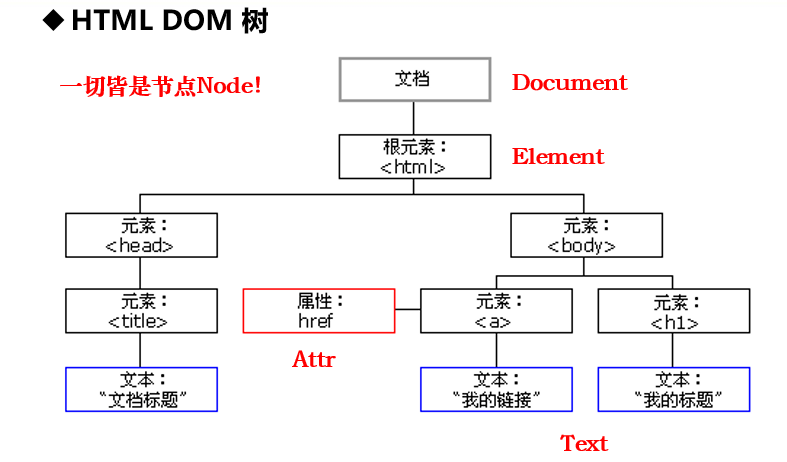 ◆ HTML DOM 树
一切皆是节点Node!
文档
Document
根元素：
<html>
Element
元素：
<head>
元素：
<body>
元素：
<title>
属性：
href
元素：
<a>
元素：
<h1>
Attr
文本：
“文档标题”
文本：
“我的链接”
文本：
“我的标题”
Text